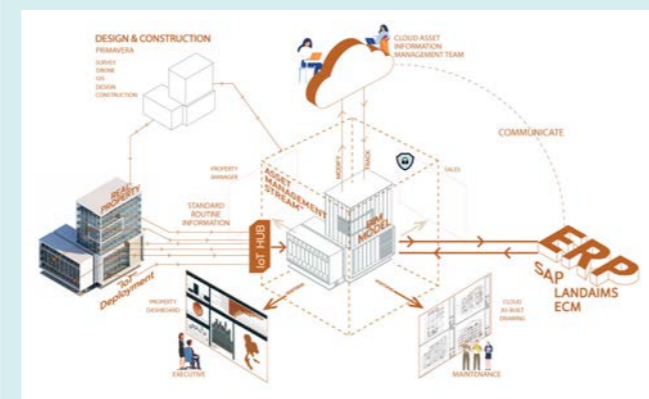 DESIGN & CONSTRUCTION
PRIMAVERA
SURVEY
DRONE
GIS
DESIGN
CONSTRUCTION
CLOUD ASSET
INFORMATION
MANAGEMENT TEAM
COMMUNICATE
MODIFY
TRACK
PROPERTY
MANAGER
SALES
ASSET
MANAGEMENT
STREAM
REAL
PROPERTY
STANDARD
ROUTINE
INFORMATION
IoT HUB
MODEL
ERP
SAP
LANDAIMS
ECM
"IoT"
Deployment
PROPERTY
DASHBOARD
CLOUD
AS-BUILT
DRAWING
EXECUTIVE
MAINTENANCE